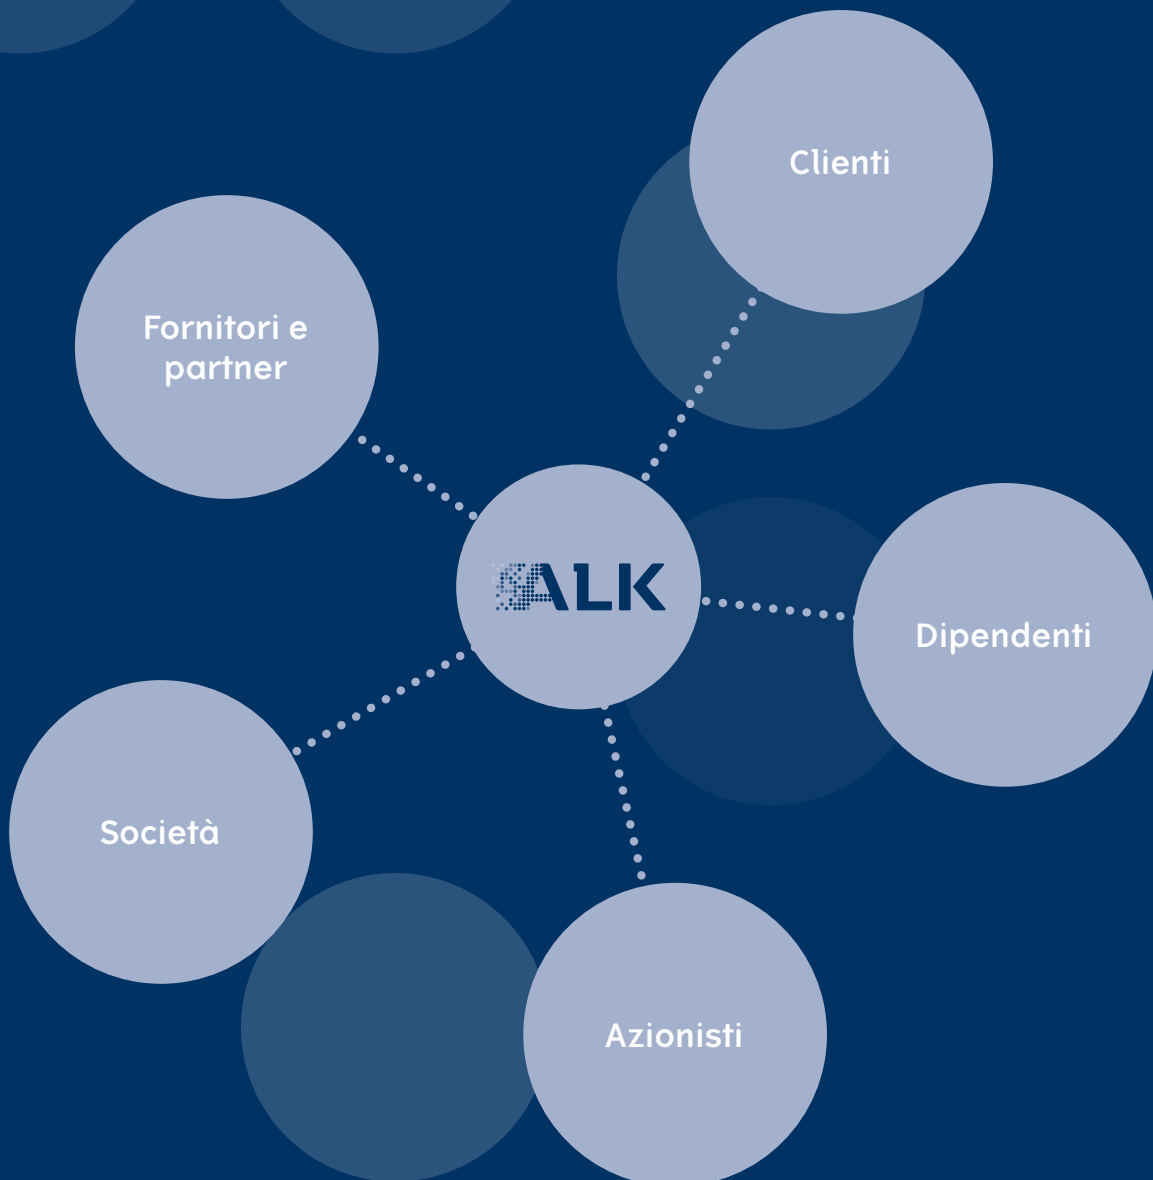 Clienti
Fornitori e
partner
ALK
Dipendenti
Società
Azionisti